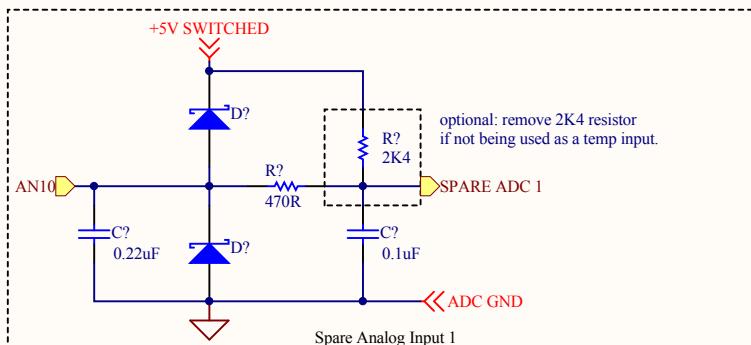 +5V SWITCHED
D?
optional: remove 2K4 resistor
if not being used as a temp input.
R?
2K4
R?
470R
AN10
SPARE ADC 1
C?
0.22uF
D?
C?
0.1uF
ADC GND
Spare Analog Input 1